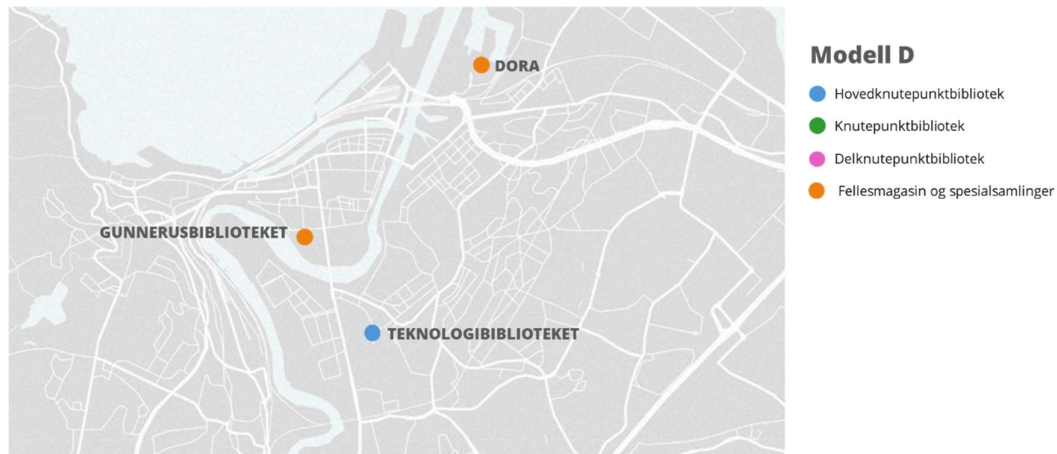 DORA
GUNNERUSBIBLIOTEKET
TEKNOLOGIBIBLIOTEKET
Modell D
Hovedknutepunktbibliotek
Knutepunktbibliotek
Delknutepunktbibliotek
Fellesmagasin og spesialsamlinger